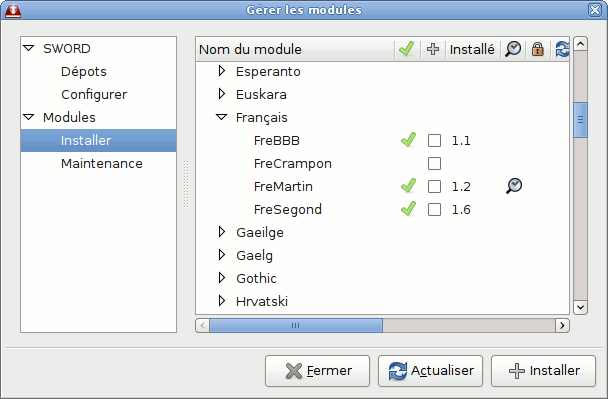 Gérer les modules
SWORD
Dépots
Configurer
Modules
Installer
Maintenance
Nom du module Installé
Esperanto
Euskara
Français
FreBBB 1.1
FreCrampon
FreMartin 1.2
FreSegond 1.6
Gaeilge
Gaelg
Gothic
Hrvatski
Fermer Actualiser Installer